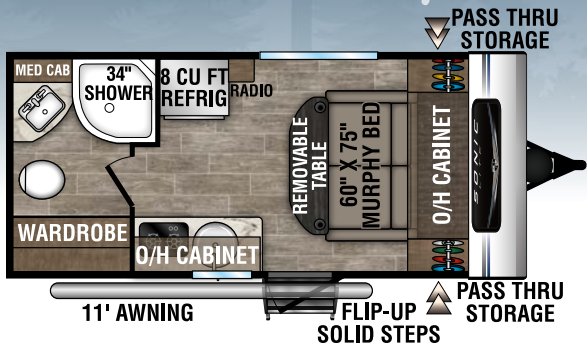 PASS THRU
STORAGE
MED CAB
34"
SHOWER
8 CU FT
REFRIG
RADIO
REMOVABLE
TABLE
60" X 75"
MURPHY BED
O/H CABINET
SONIC
WARDROBE
O/H CABINET
11' AWNING
FLIP-UP
SOLID STEPS
PASS THRU
STORAGE